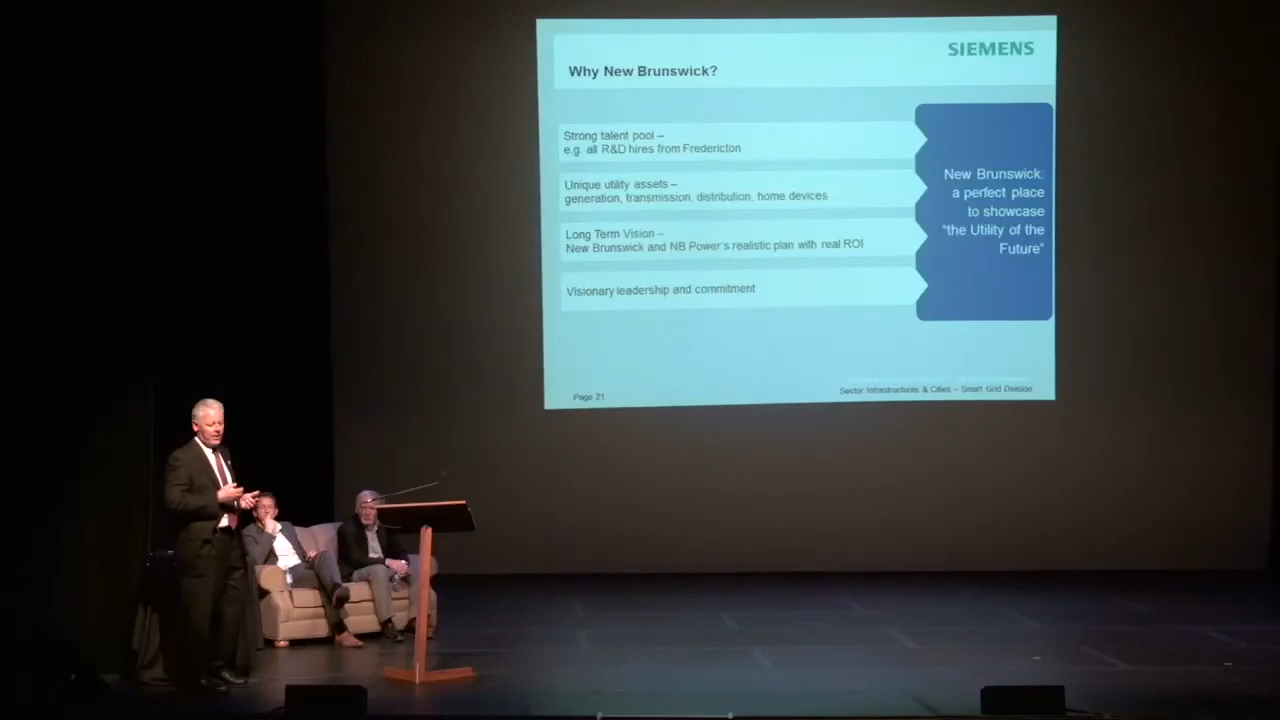 SIEMENS
Why New Brunswick?
Strong talent pool –
e.g. all R&D hires from Fredericton
Unique utility assets –
generation, transmission, distribution, home devices
Long Term Vision –
New Brunswick and NB Power's realistic plan with real ROI
Visionary leadership and commitment
New Brunswick:
a perfect place
to showcase
"the Utility of the
Future"
Page 21
Sector Infrastructures & Cities – Smart Grid Division